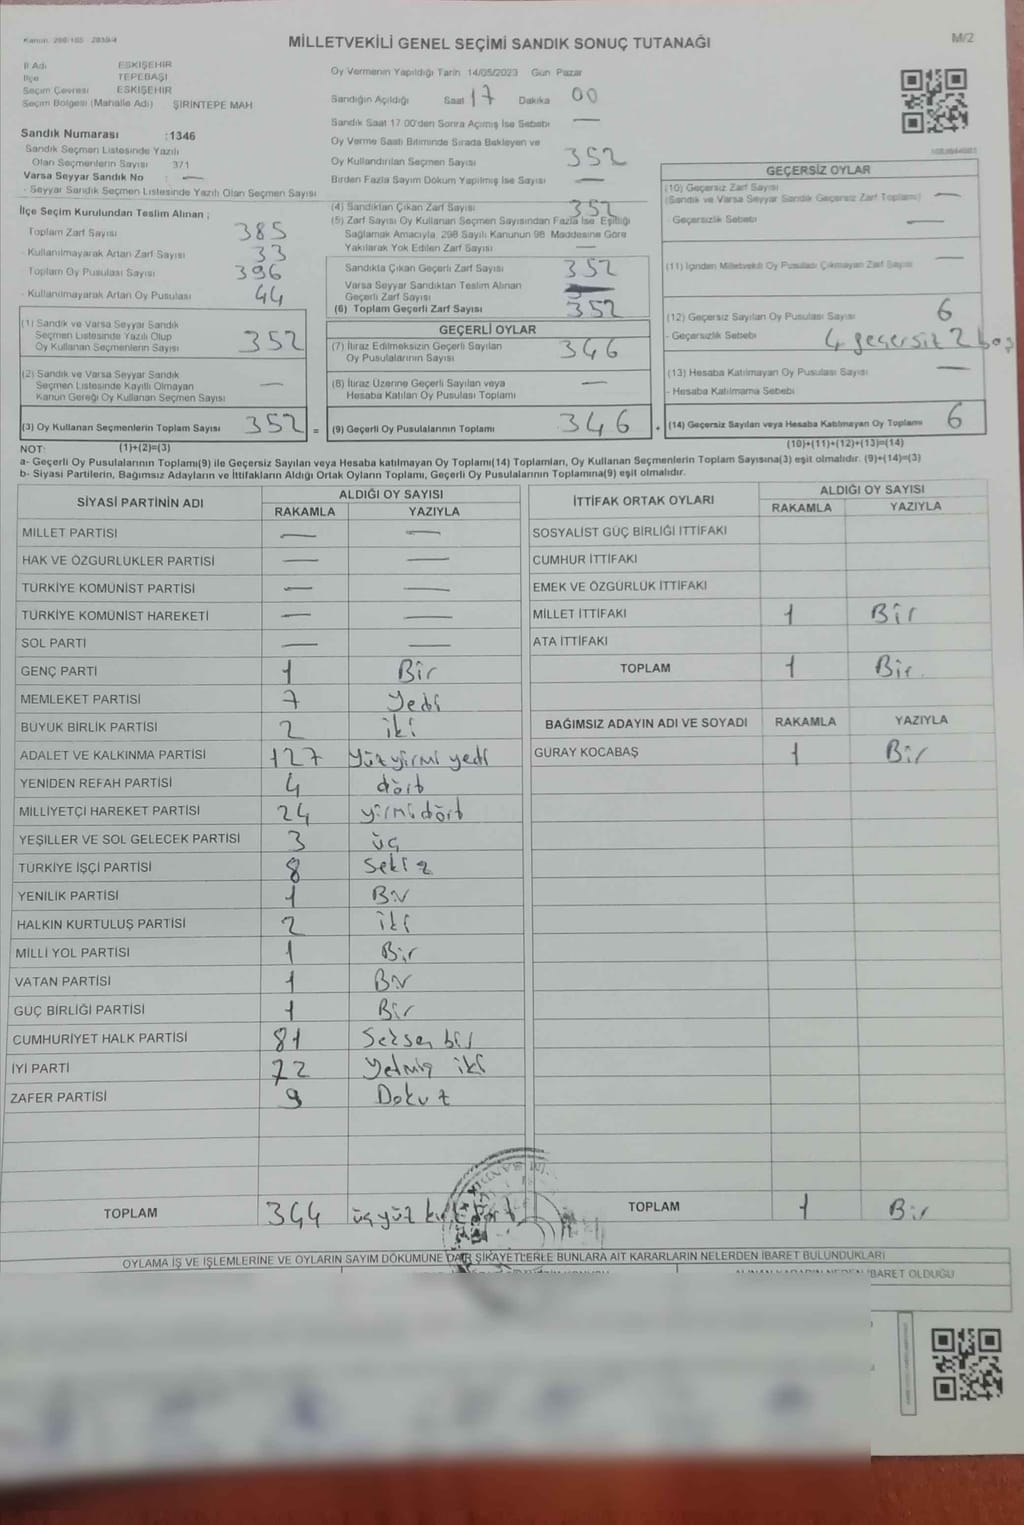 Kanun: 298/105 2839/4
MİLLETVEKİLİ GENEL SEÇİMİ SANDIK SONUÇ TUTANAĞI
M/2
İl Adı ESKİŞEHİR
İlçe TEPEBAŞI
Seçim Çevresi ESKİŞEHİR
Seçim Bölgesi (Mahalle Adı) ŞİRİNTEPE MAH
Sandık Numarası :1346
Sandık Seçmen Listesinde Yazılı
Olan Seçmenlerin Sayısı 371
Varsa Seyyar Sandık No : —
- Seyyar Sandık Seçmen Listesinde Yazılı Olan Seçmen Sayısı
İlçe Seçim Kurulundan Teslim Alınan ;
Toplam Zarf Sayısı 385
- Kullanılmayarak Artan Zarf Sayısı 33
Toplam Oy Pusulası Sayısı 396
- Kullanılmayarak Artan Oy Pusulası 44
(1) Sandık ve Varsa Seyyar Sandık
Seçmen Listesinde Yazılı Olup
Oy Kullanan Seçmenlerin Sayısı 352
(2) Sandık ve Varsa Seyyar Sandık
Seçmen Listesinde Kayıtlı Olmayan
Kanun Gereği Oy Kullanan Seçmen Sayısı —
(3) Oy Kullanan Seçmenlerin Toplam Sayısı 352 =
(1)+(2)=(3)
Oy Vermenin Yapıldığı Tarih 14/05/2023 Gün Pazar
Sandığın Açıldığı Saat 17 Dakika 00
Sandık Saat 17.00'den Sonra Açımış İse Sebebi —
Oy Verme Saati Bitiminde Sırada Bekleyen ve
Oy Kullandırılan Seçmen Sayısı 352
Birden Fazla Sayım Döküm Yapılmış İse Sayısı —
(4) Sandıktan Çıkan Zarf Sayısı 352
(5) Zarf Sayısı Oy Kullanan Seçmen Sayısından Fazla İse, Eşitliği
Sağlamak Amacıyla, 298 Sayılı Kanunun 98. Maddesine Göre
Yakılarak Yok Edilen Zarf Sayısı —
Sandıkta Çıkan Geçerli Zarf Sayısı 352
Varsa Seyyar Sandıktan Teslim Alınan
Geçerli Zarf Sayısı
(6) Toplam Geçerli Zarf Sayısı 352
GEÇERLİ OYLAR
(7) İtiraz Edilmeksizin Geçerli Sayılan
Oy Pusulalarının Sayısı 346
(8) İtiraz Üzerine Geçerli Sayılan veya
Hesaba Katılan Oy Pusulası Toplamı —
(9) Geçerli Oy Pusulalarının Toplamı 346 +
GEÇERSİZ OYLAR
(10) Geçersiz Zarf Sayısı
(Sandık ve Varsa Seyyar Sandık Geçersiz Zarf Toplamı) —
- Geçersizlik Sebebi —
(11) İçinden Milletvekili Oy Pusulası Çıkmayan Zarf Sayısı —
(12) Geçersiz Sayılan Oy Pusulası Sayısı 6
- Geçersizlik Sebebi 4 geçersiz 2 boş
(13) Hesaba Katılmayan Oy Pusulası Sayısı —
- Hesaba Katılmama Sebebi
(14) Geçersiz Sayılan veya Hesaba Katılmayan Oy Toplamı 6
(10)+(11)+(12)+(13)=(14)
NOT:
a- Geçerli Oy Pusulalarının Toplamı(9) ile Geçersiz Sayılan veya Hesaba katılmayan Oy Toplamı(14) Toplamları, Oy Kullanan Seçmenlerin Toplam Sayısına(3) eşit olmalıdır. (9)+(14)=(3)
b- Siyasi Partilerin, Bağımsız Adayların ve İttifakların Aldığı Ortak Oyların Toplamı, Geçerli Oy Pusulalarının Toplamına(9) eşit olmalıdır.
SİYASİ PARTİNİN ADI ALDIĞI OY SAYISI
RAKAMLA YAZIYLA
MİLLET PARTİSİ — —
HAK VE ÖZGÜRLÜKLER PARTİSİ — —
TÜRKİYE KOMÜNİST PARTİSİ — —
TÜRKİYE KOMÜNİST HAREKETİ — —
SOL PARTİ — —
GENÇ PARTİ 1 Bir
MEMLEKET PARTİSİ 7 Yedi
BÜYÜK BİRLİK PARTİSİ 2 iki
ADALET VE KALKINMA PARTİSİ 127 Yüz yirmi yedi
YENİDEN REFAH PARTİSİ 4 dört
MİLLİYETÇİ HAREKET PARTİSİ 24 yirmi dört
YEŞİLLER VE SOL GELECEK PARTİSİ 3 üç
TÜRKİYE İŞÇİ PARTİSİ 8 Sekiz
YENİLİK PARTİSİ 1 Bir
HALKIN KURTULUŞ PARTİSİ 2 iki
MİLLİ YOL PARTİSİ 1 Bir
VATAN PARTİSİ 1 Bir
GÜÇ BİRLİĞİ PARTİSİ 1 Bir
CUMHURİYET HALK PARTİSİ 81 Seksen bir
İYİ PARTİ 72 Yetmiş iki
ZAFER PARTİSİ 9 Dokuz
TOPLAM 344 üçyüz kırk dört
İTTİFAK ORTAK OYLARI ALDIĞI OY SAYISI
RAKAMLA YAZIYLA
SOSYALİST GÜÇ BİRLİĞİ İTTİFAKI
CUMHUR İTTİFAKI
EMEK VE ÖZGÜRLÜK İTTİFAKI
MİLLET İTTİFAKI 1 Bir
ATA İTTİFAKI
TOPLAM 1 Bir
BAĞIMSIZ ADAYIN ADI VE SOYADI RAKAMLA YAZIYLA
GÜRAY KOCABAŞ 1 Bir
TOPLAM 1 Bir
OYLAMA İŞ VE İŞLEMLERİNE VE OYLARIN SAYIM DÖKÜMÜNE DAİR ŞİKAYETLERLE BUNLARA AİT KARARLARIN NELERDEN İBARET BULUNDUKLARI
İBARET OLDUĞU